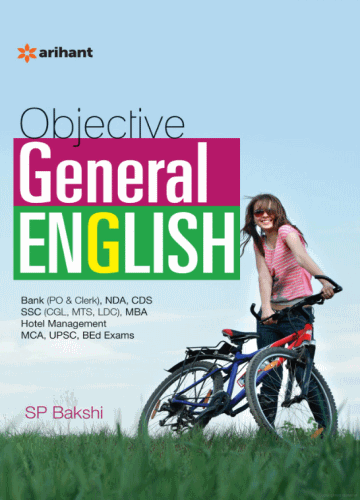 arihant
Objective
General
ENGLISH
Bank (PO & Clerk), NDA, CDS
SSC (CGL, MTS, LDC), MBA
Hotel Management
MCA, UPSC, BEd Exams
SP Bakshi